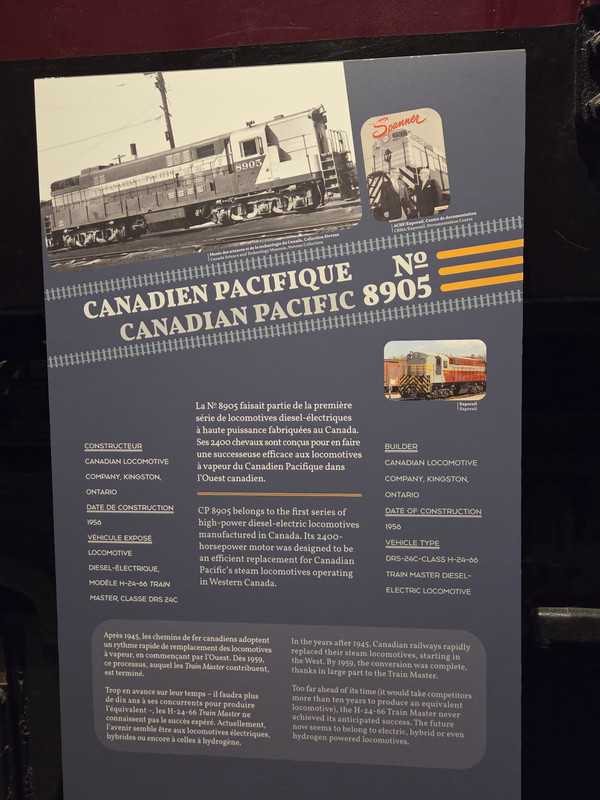 8905
Spanner
Musée des sciences et de la technologie du Canada, Collection Stevens
Canada Science and Technology Museum, Stevens Collection
ACHF/Exporail, Centre de documentation
CRHA/Exporail, Documentation Centre
CANADIEN PACIFIQUE
CANADIAN PACIFIC
Nº
8905
Exporail
Exporail
La Nº 8905 faisait partie de la première
série de locomotives diesel-électriques
à haute puissance fabriquées au Canada.
Ses 2400 chevaux sont conçus pour en faire
une successeuse efficace aux locomotives
à vapeur du Canadien Pacifique dans
l'Ouest canadien.
CP 8905 belongs to the first series of
high-power diesel-electric locomotives
manufactured in Canada. Its 2400-
horsepower motor was designed to be
an efficient replacement for Canadian
Pacific's steam locomotives operating
in Western Canada.
CONSTRUCTEUR
CANADIAN LOCOMOTIVE
COMPANY, KINGSTON,
ONTARIO
DATE DE CONSTRUCTION
1956
VÉHICULE EXPOSÉ
LOCOMOTIVE
DIESEL-ÉLECTRIQUE,
MODÈLE H-24-66 TRAIN
MASTER, CLASSE DRS 24C
BUILDER
CANADIAN LOCOMOTIVE
COMPANY, KINGSTON,
ONTARIO
DATE OF CONSTRUCTION
1956
VEHICLE TYPE
DRS-24C-CLASS H-24-66
TRAIN MASTER DIESEL-
ELECTRIC LOCOMOTIVE
Après 1945, les chemins de fer canadiens adoptent
un rythme rapide de remplacement des locomotives
à vapeur, en commençant par l'Ouest. Dès 1959,
ce processus, auquel les Train Master contribuent,
est terminé.
Trop en avance sur leur temps – il faudra plus
de dix ans à ses concurrents pour produire
l'équivalent –, les H-24-66 Train Master ne
connaissent pas le succès espéré. Actuellement,
l'avenir semble être aux locomotives électriques,
hybrides ou encore à celles à hydrogène.
In the years after 1945, Canadian railways rapidly
replaced their steam locomotives, starting in
the West. By 1959, the conversion was complete,
thanks in large part to the Train Master.
Too far ahead of its time (it would take competitors
more than ten years to produce an equivalent
locomotive), the H-24-66 Train Master never
achieved its anticipated success. The future
now seems to belong to electric, hybrid or even
hydrogen powered locomotives.